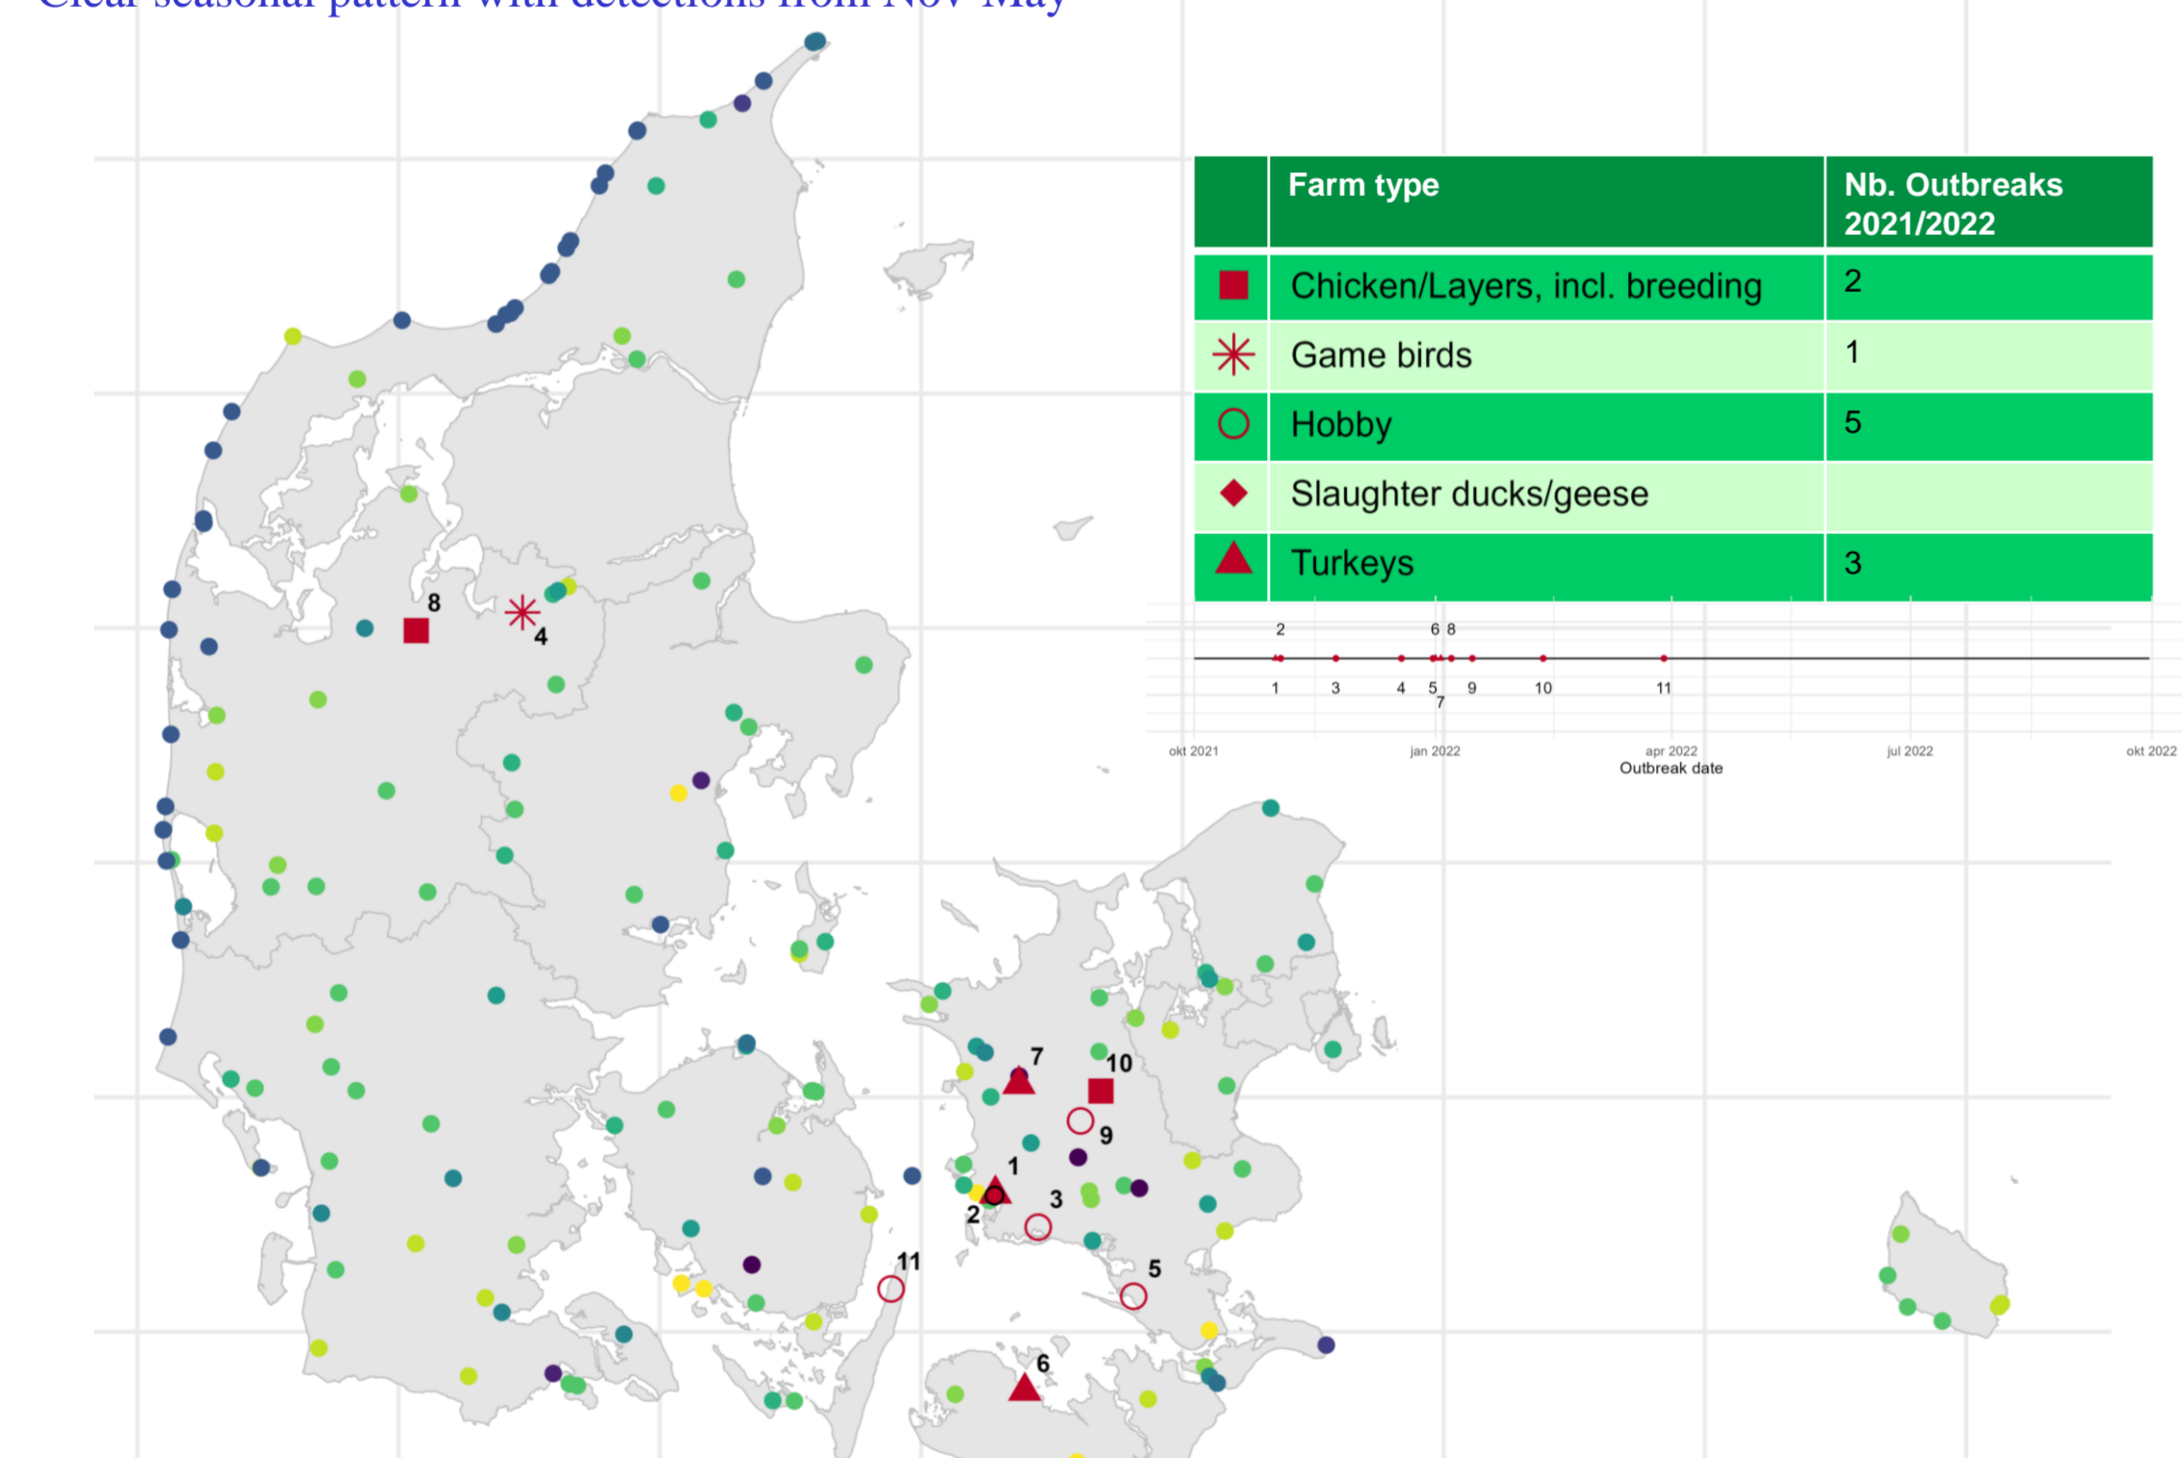 Clear seasonal pattern with detections from Nov-May
Farm type
Nb. Outbreaks
2021/2022
Chicken/Layers, incl. breeding
2
Game birds
1
Hobby
5
Slaughter ducks/geese
Turkeys
3
2
6
8
1
3
4
5
7
9
10
11
okt 2021
jan 2022
apr 2022
jul 2022
okt 2022
Outbreak date
8
4
7
10
9
1
2
3
11
5
6